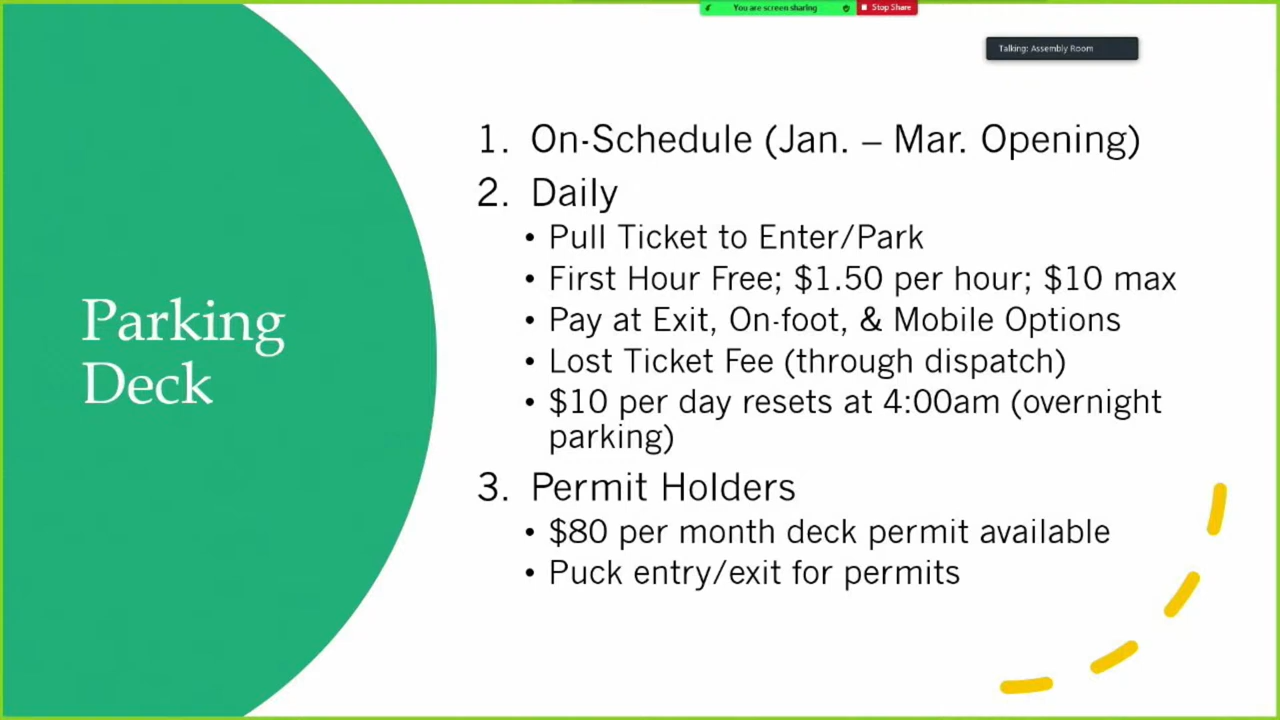 You are screen sharing
Stop Share
Talking: Assembly Room
Parking
Deck
1. On-Schedule (Jan. – Mar. Opening)
2. Daily
• Pull Ticket to Enter/Park
• First Hour Free; $1.50 per hour; $10 max
• Pay at Exit, On-foot, & Mobile Options
• Lost Ticket Fee (through dispatch)
• $10 per day resets at 4:00am (overnight
parking)
3. Permit Holders
• $80 per month deck permit available
• Puck entry/exit for permits